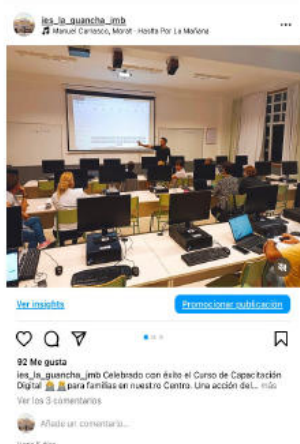 ies_la_guancha_jmb
Manuel Carrasco, Morat · Hasta Por La Mañana
Ver insights
Promocionar publicación
92 Me gusta
ies_la_guancha_jmb Celebrado con éxito el Curso de Capacitación
Digital para familias en nuestro Centro. Una acción del... más
Ver los 3 comentarios
Añade un comentario...